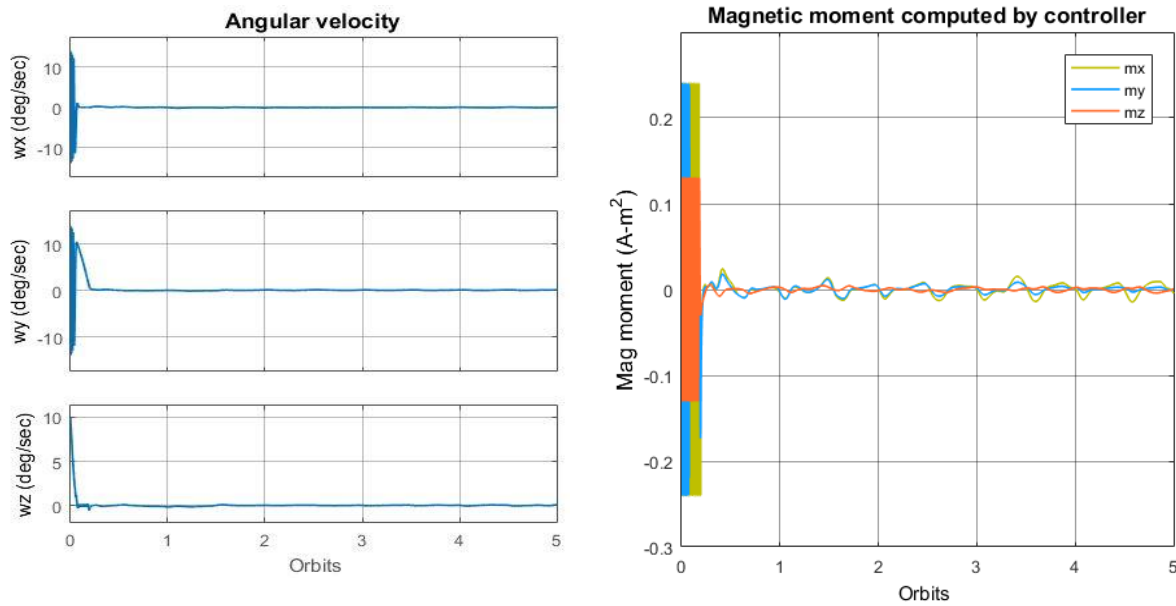 Angular velocity
wx (deg/sec)
10
0
-10
wy (deg/sec)
10
0
-10
wz (deg/sec)
10
5
0
0 1 2 3 4 5
Orbits
Magnetic moment computed by controller
mx
my
mz
Mag moment (A-m²)
0.2
0.1
0
-0.1
-0.2
-0.3
0 1 2 3 4 5
Orbits